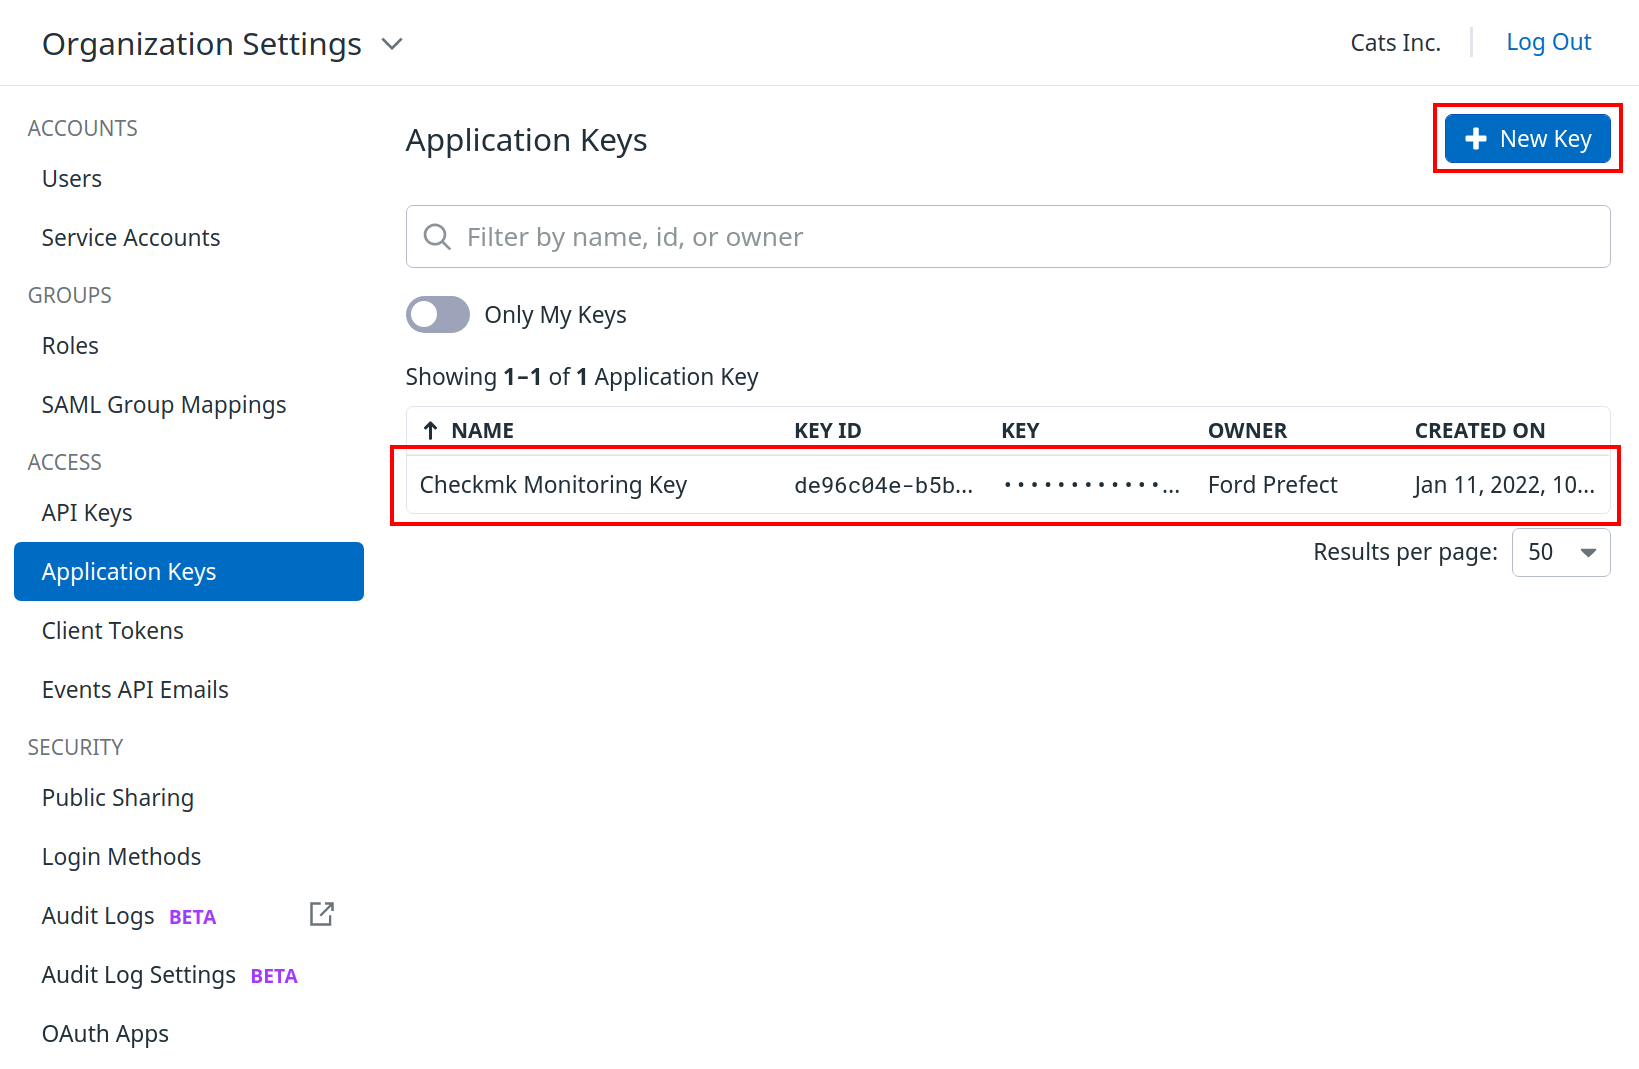 Organization Settings
Cats Inc.
Log Out
ACCOUNTS
Users
Service Accounts
GROUPS
Roles
SAML Group Mappings
ACCESS
API Keys
Application Keys
Client Tokens
Events API Emails
SECURITY
Public Sharing
Login Methods
Audit Logs BETA
Audit Log Settings BETA
OAuth Apps
Application Keys
New Key
Filter by name, id, or owner
Only My Keys
Showing 1–1 of 1 Application Key
NAME KEY ID KEY OWNER CREATED ON
Checkmk Monitoring Key de96c04e-b5b... ············... Ford Prefect Jan 11, 2022, 10...
Results per page: 50